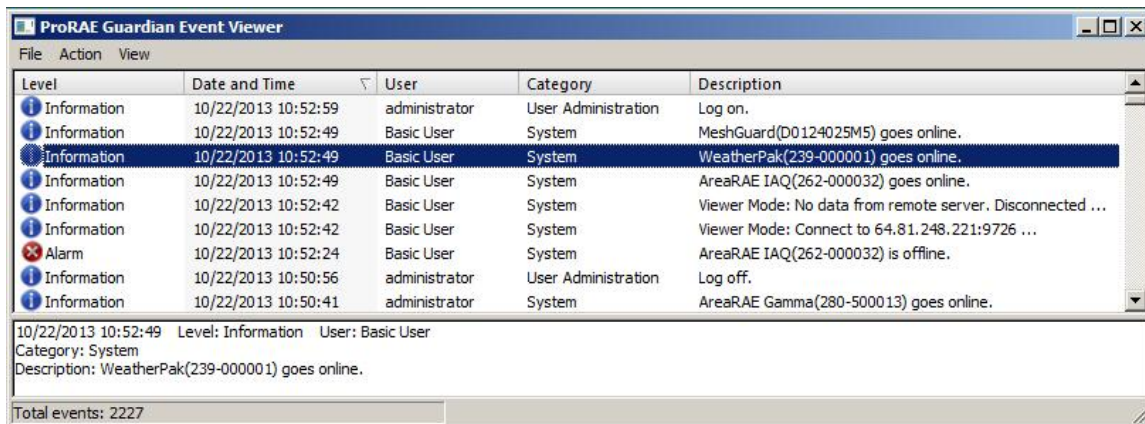 ProRAE Guardian Event Viewer
File Action View
Level Date and Time User Category Description
Information 10/22/2013 10:52:59 administrator User Administration Log on.
Information 10/22/2013 10:52:49 Basic User System MeshGuard(D0124025M5) goes online.
Information 10/22/2013 10:52:49 Basic User System WeatherPak(239-000001) goes online.
Information 10/22/2013 10:52:49 Basic User System AreaRAE IAQ(262-000032) goes online.
Information 10/22/2013 10:52:42 Basic User System Viewer Mode: No data from remote server. Disconnected ...
Information 10/22/2013 10:52:42 Basic User System Viewer Mode: Connect to 64.81.248.221:9726 ...
Alarm 10/22/2013 10:52:24 Basic User System AreaRAE IAQ(262-000032) is offline.
Information 10/22/2013 10:50:56 administrator User Administration Log off.
Information 10/22/2013 10:50:41 administrator System AreaRAE Gamma(280-500013) goes online.
10/22/2013 10:52:49 Level: Information User: Basic User
Category: System
Description: WeatherPak(239-000001) goes online.
Total events: 2227